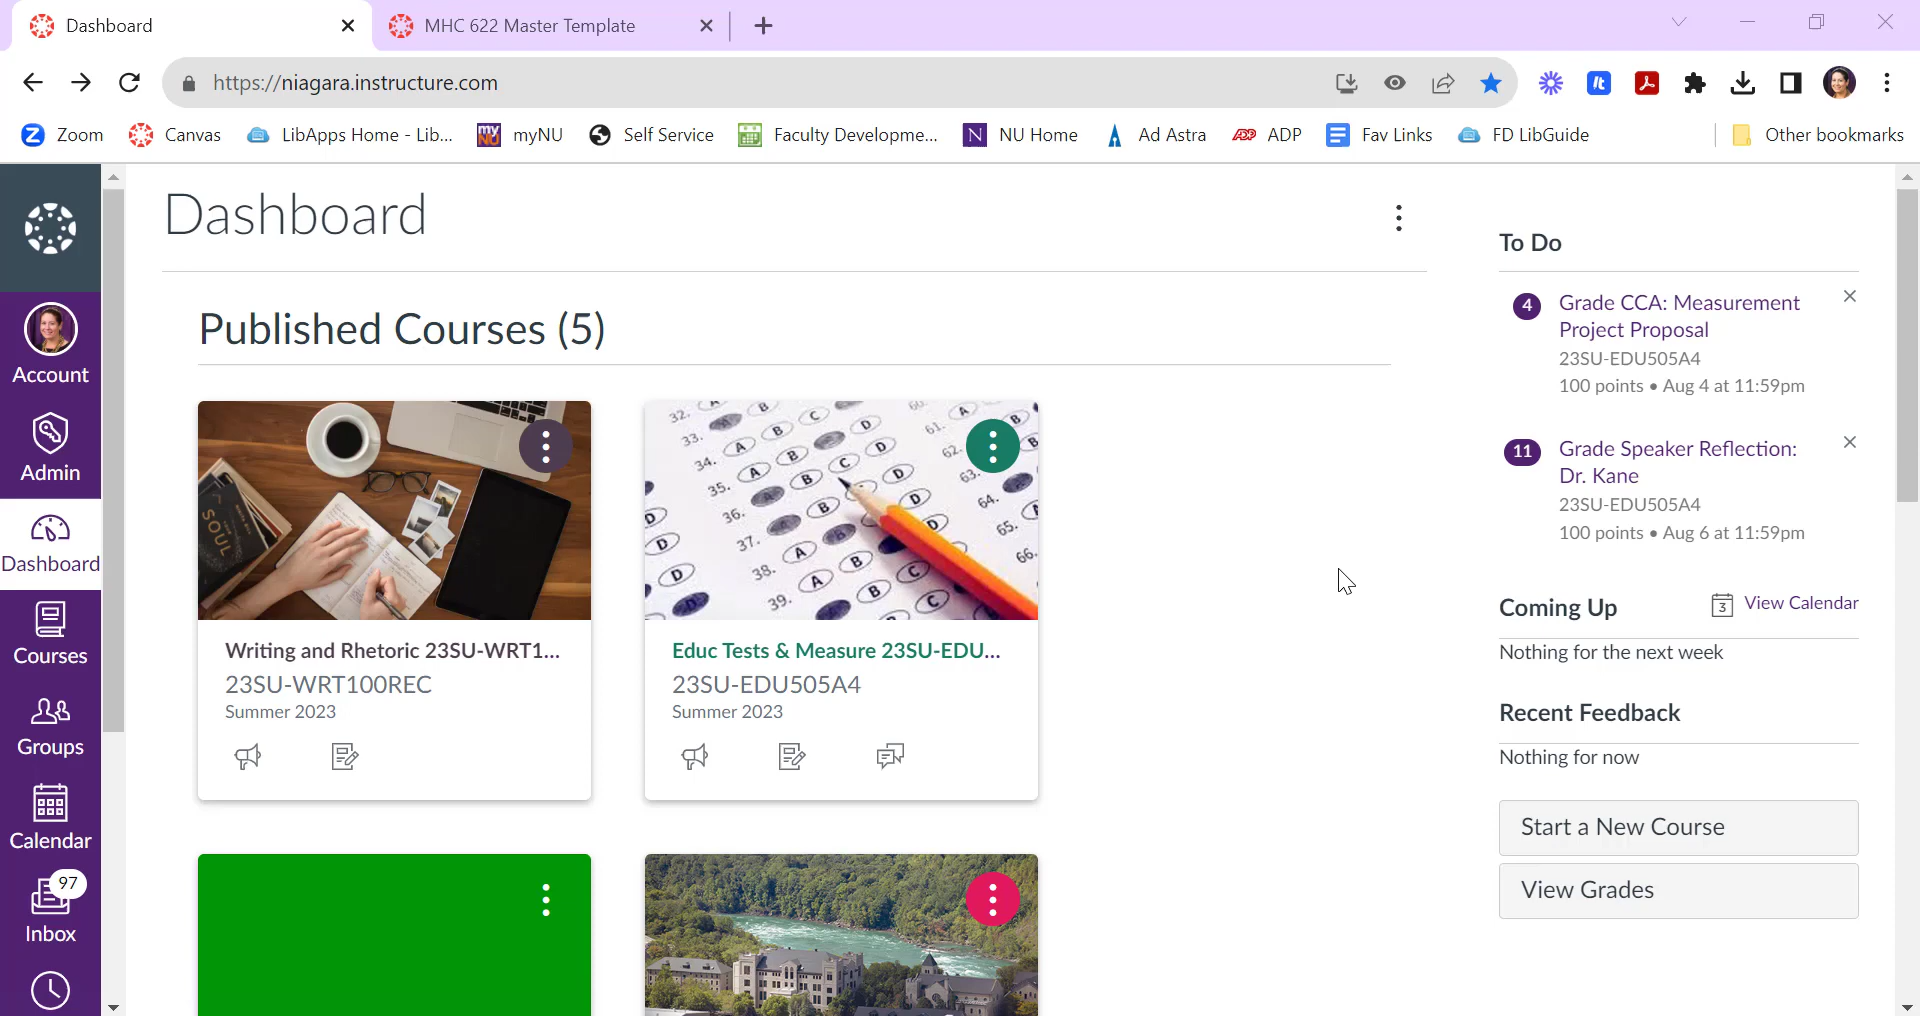 Dashboard
MHC 622 Master Template
https://niagara.instructure.com
Zoom
Canvas
LibApps Home - Lib...
myNU
Self Service
Faculty Developme...
NU Home
Ad Astra
ADP
Fav Links
FD LibGuide
Other bookmarks
Account
Admin
Dashboard
Courses
Groups
Calendar
97
Inbox
Dashboard
Published Courses (5)
Writing and Rhetoric 23SU-WRT1...
23SU-WRT100REC
Summer 2023
Educ Tests & Measure 23SU-EDU...
23SU-EDU505A4
Summer 2023
To Do
4
Grade CCA: Measurement
Project Proposal
23SU-EDU505A4
100 points • Aug 4 at 11:59pm
11
Grade Speaker Reflection:
Dr. Kane
23SU-EDU505A4
100 points • Aug 6 at 11:59pm
Coming Up
3
View Calendar
Nothing for the next week
Recent Feedback
Nothing for now
Start a New Course
View Grades